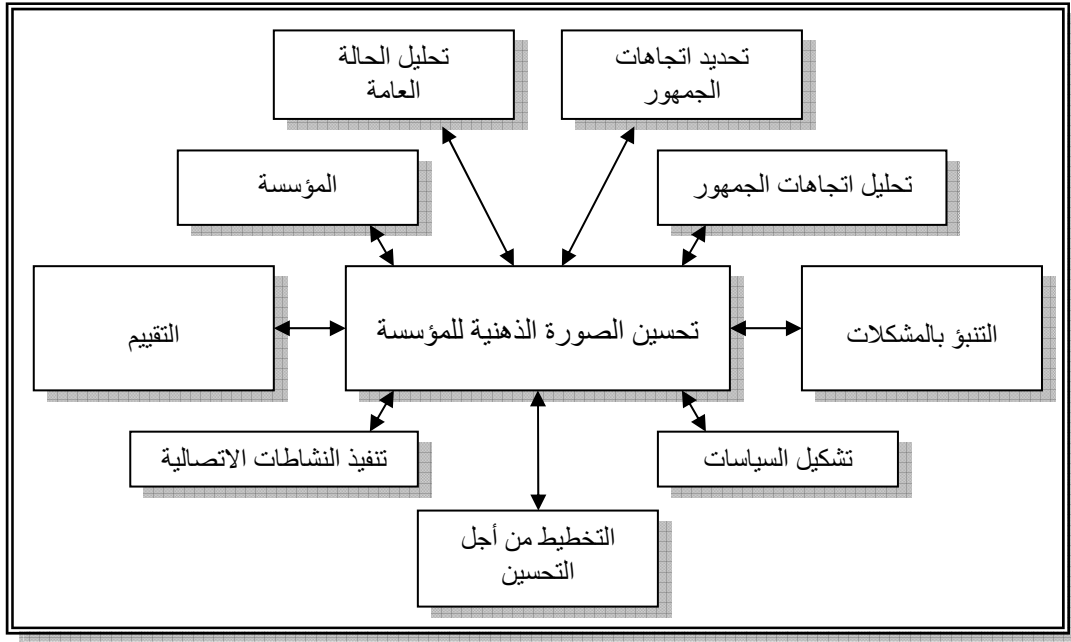 تحديد اتجاهات
الجمهور
تحليل الحالة
العامة
تحليل اتجاهات الجمهور
المؤسسة
التنبؤ بالمشكلات
تحسين الصورة الذهنية للمؤسسة
التقييم
تشكيل السياسات
تنفيذ النشاطات الاتصالية
التخطيط من أجل
التحسين